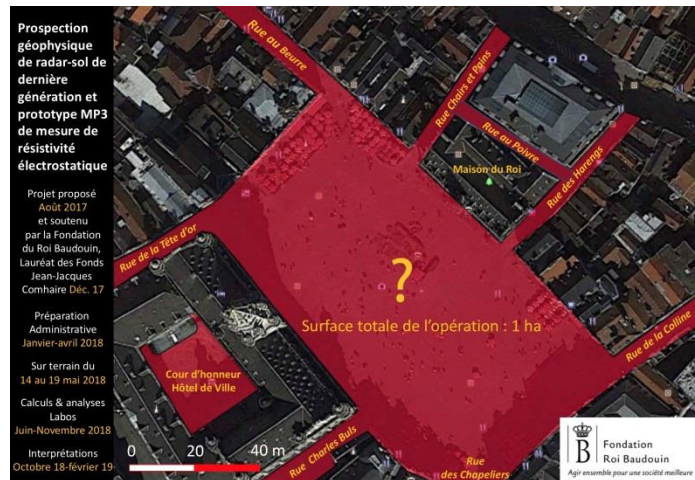 Prospection
géophysique
de radar-sol de
dernière
génération et
prototype MP3
de mesure de
résistivité
électrostatique
Projet proposé
Août 2017
et soutenu
par la Fondation
du Roi Baudouin,
Lauréat des Fonds
Jean-Jacques
Comhaire Déc. 17
Préparation
Administrative
Janvier-avril 2018
Sur terrain du
14 au 19 mai 2018
Calculs & analyses
Labos
Juin-Novembre 2018
Interprétations
Octobre 18-février 19
Rue au Beurre
Rue Chairs et Pains
Rue au Poivre
Maison du Roi
Rue des Harengs
Rue de la Tête d'or
?
Surface totale de l'opération : 1 ha
Rue de la Colline
Cour d'honneur
Hôtel de Ville
0 20 40 m
Rue Charles Buls
Rue
des Chapeliers
B
Fondation
Roi Baudouin
Agir ensemble pour une société meilleure